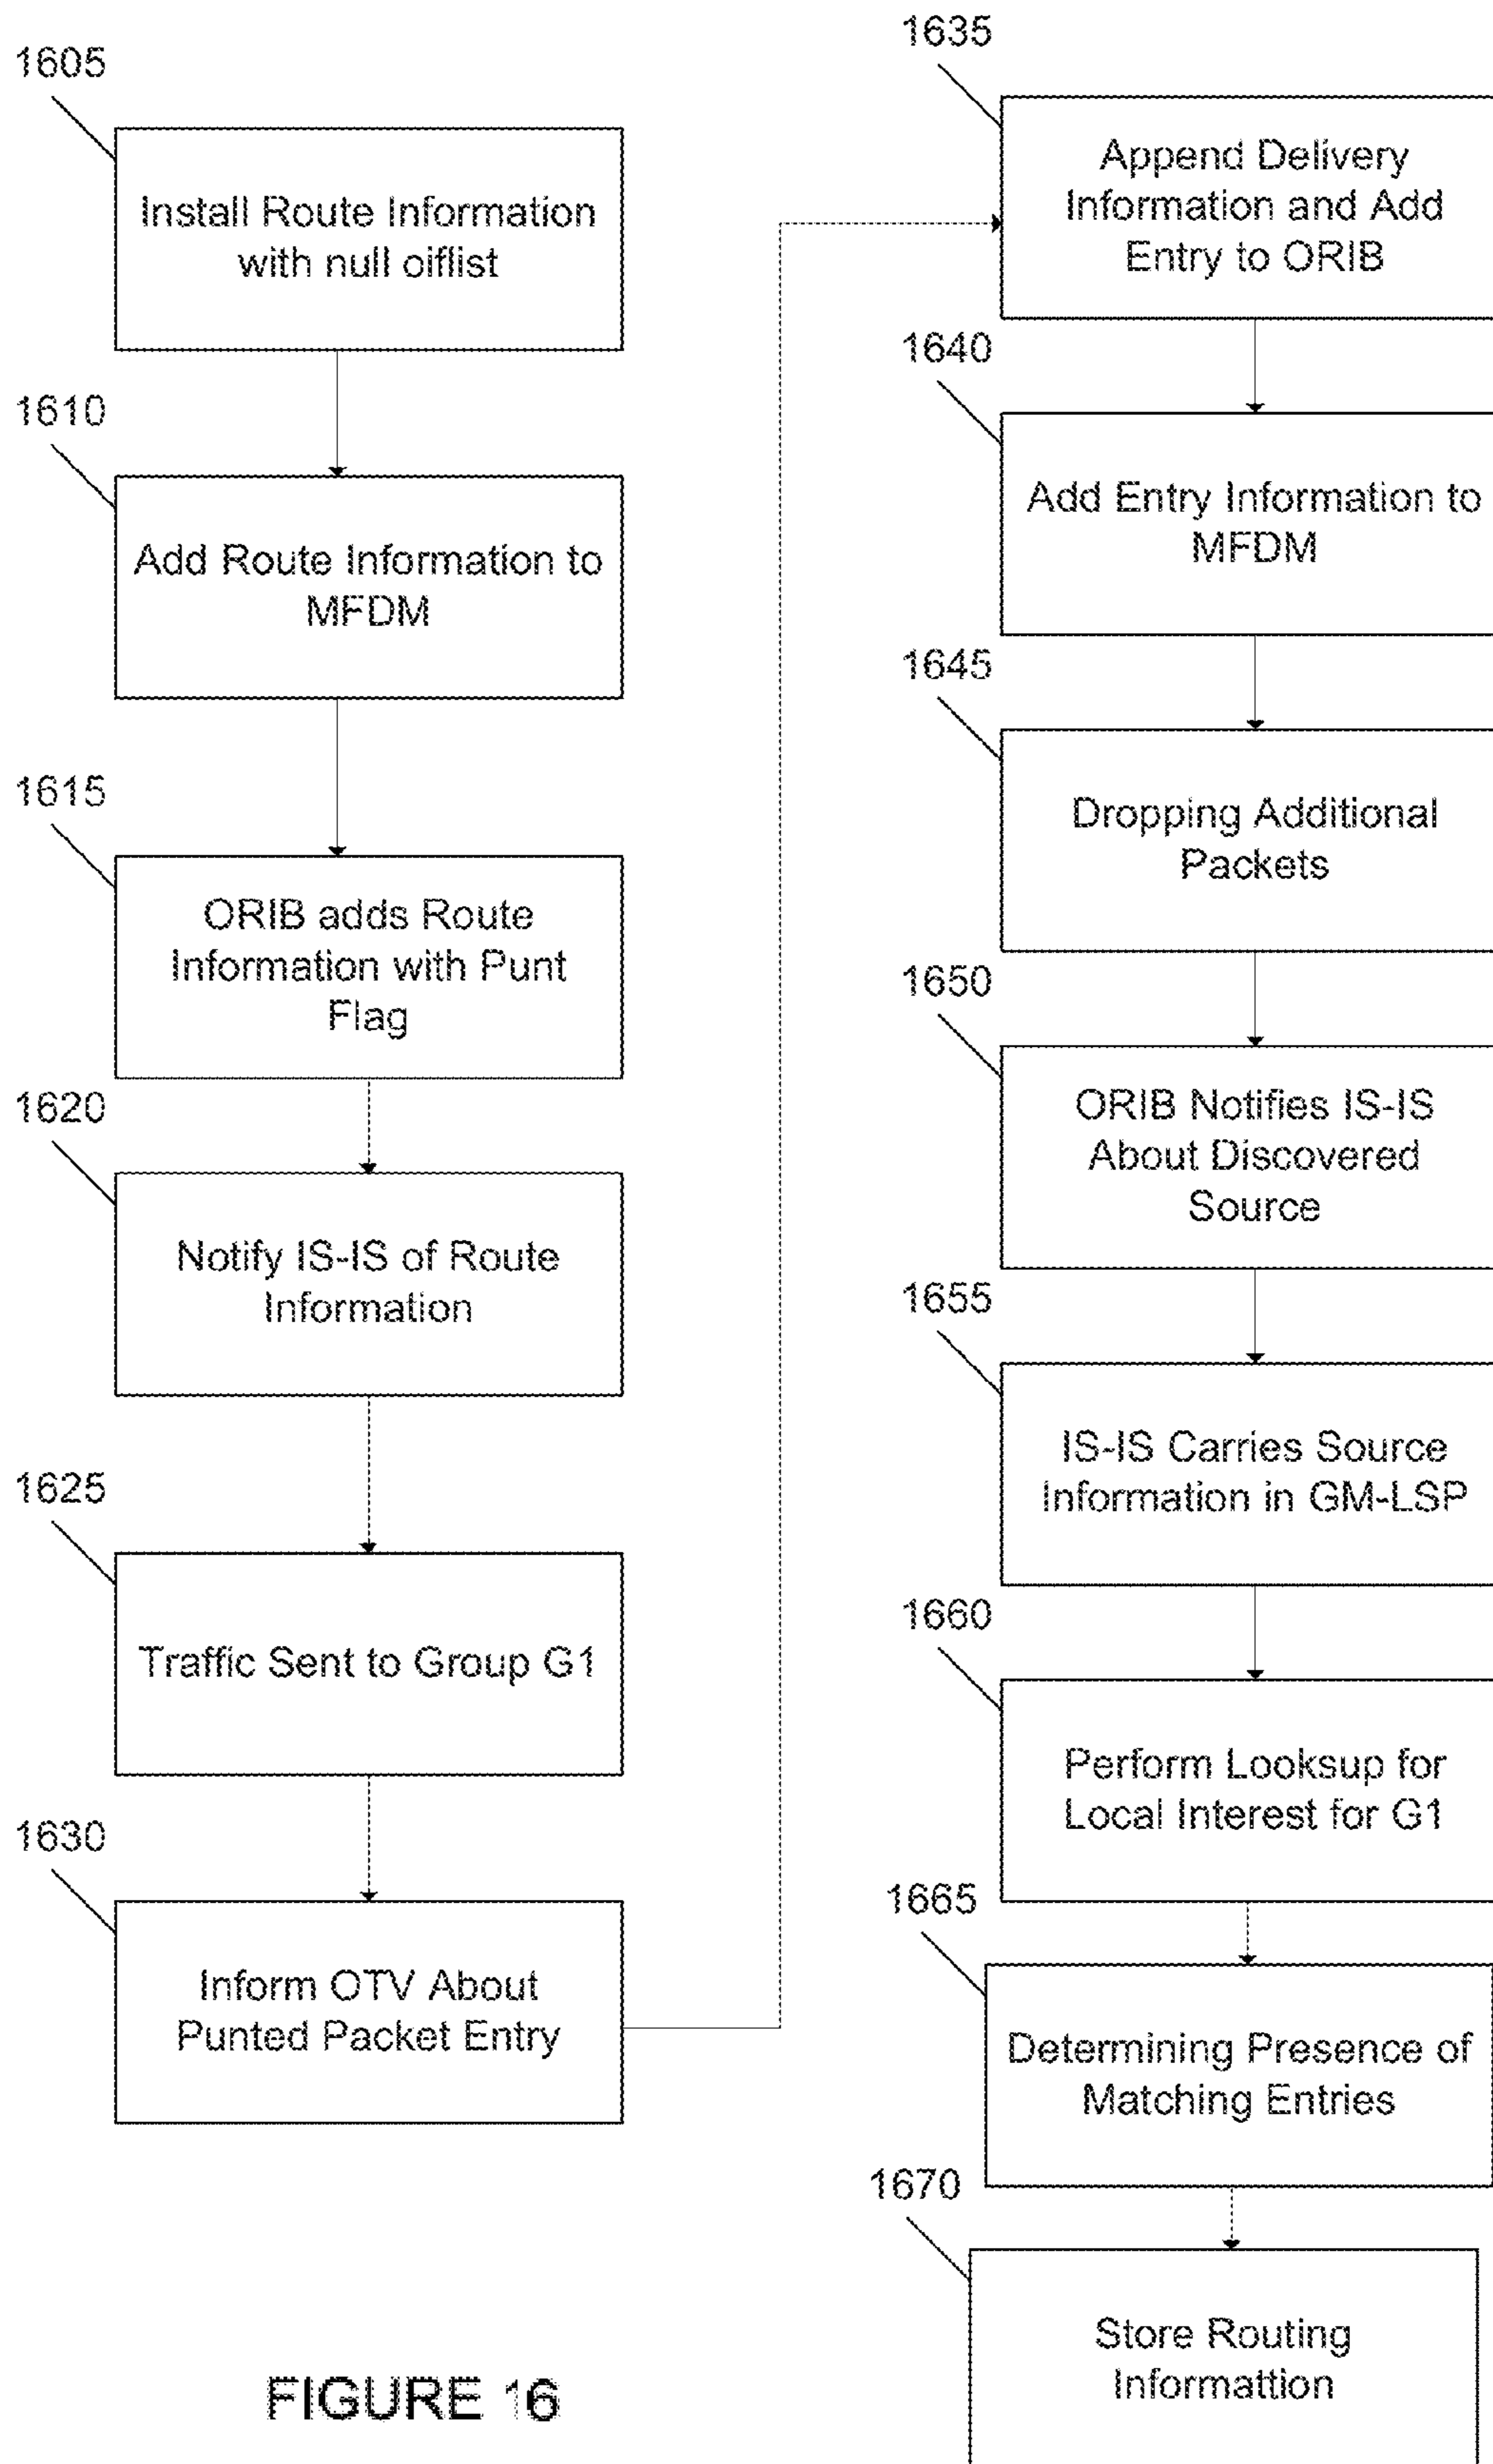 1605
Install Route Information
with null oiflist
1610
Add Route Information to
MFDM
1615
ORIB adds Route
Information with Punt
Flag
1620
Notify IS-IS of Route
Information
1625
Traffic Sent to Group G1
1630
Inform OTV About
Punted Packet Entry
1635
Append Delivery
Information and Add
Entry to ORIB
1640
Add Entry Information to
MFDM
1645
Dropping Additional
Packets
1650
ORIB Notifies IS-IS
About Discovered
Source
1655
IS-IS Carries Source
Information in GM-LSP
1660
Perform Looksup for
Local Interest for G1
1665
Determining Presence of
Matching Entries
1670
Store Routing
Informattion
FIGURE 16